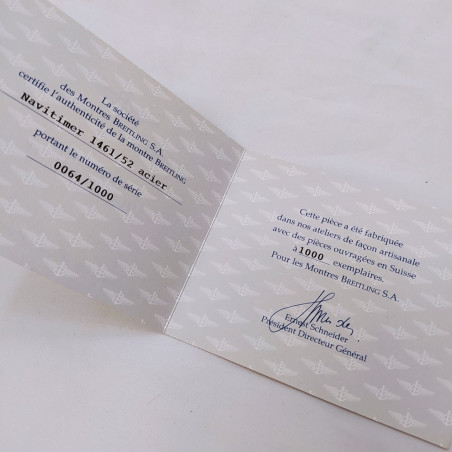 La société
des Montres BREITLING S.A.
certifie l'authenticité de la montre BREITLING
Navitimer 1461/52 acier
portant le numéro de série
0064/1000
Cette pièce a été fabriquée
dans nos ateliers de façon artisanale
avec des pièces ouvragées en Suisse
à 1000 exemplaires.
Pour les Montres BREITLING S.A.
Ernest Schneider
Président Directeur Général